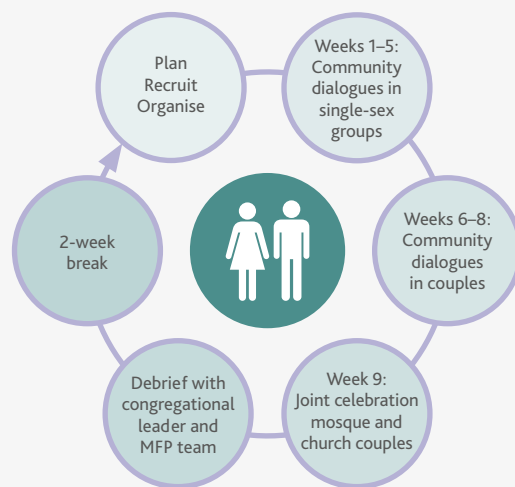 Plan
Recruit
Organise
Weeks 1–5:
Community
dialogues in
single-sex
groups
Weeks 6–8:
Community
dialogues
in couples
Week 9:
Joint celebration
mosque and
church couples
Debrief with
congregational
leader and
MFP team
2-week
break